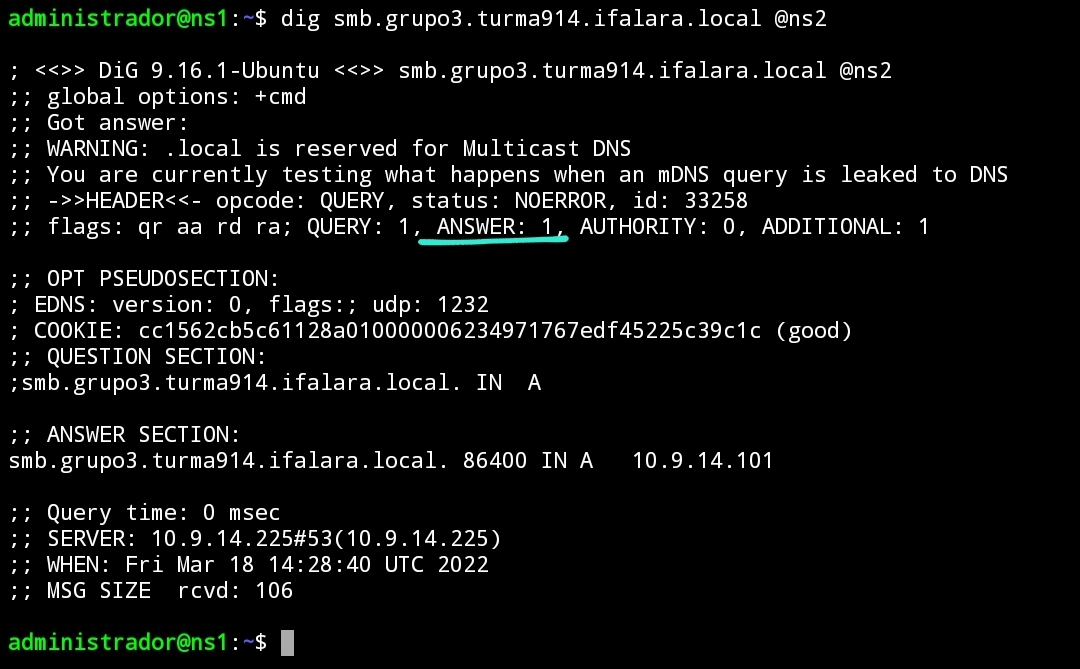 administrador@ns1:~$ dig smb.grupo3.turma914.ifalara.local @ns2
; <<>> DiG 9.16.1-Ubuntu <<>> smb.grupo3.turma914.ifalara.local @ns2
;; global options: +cmd
;; Got answer:
;; WARNING: .local is reserved for Multicast DNS
;; You are currently testing what happens when an mDNS query is leaked to DNS
;; ->>HEADER<<- opcode: QUERY, status: NOERROR, id: 33258
;; flags: qr aa rd ra; QUERY: 1, ANSWER: 1, AUTHORITY: 0, ADDITIONAL: 1
;; OPT PSEUDOSECTION:
; EDNS: version: 0, flags:; udp: 1232
; COOKIE: cc1562cb5c61128a010000006234971767edf45225c39c1c (good)
;; QUESTION SECTION:
;smb.grupo3.turma914.ifalara.local. IN A
;; ANSWER SECTION:
smb.grupo3.turma914.ifalara.local. 86400 IN A 10.9.14.101
;; Query time: 0 msec
;; SERVER: 10.9.14.225#53(10.9.14.225)
;; WHEN: Fri Mar 18 14:28:40 UTC 2022
;; MSG SIZE rcvd: 106
administrador@ns1:~$